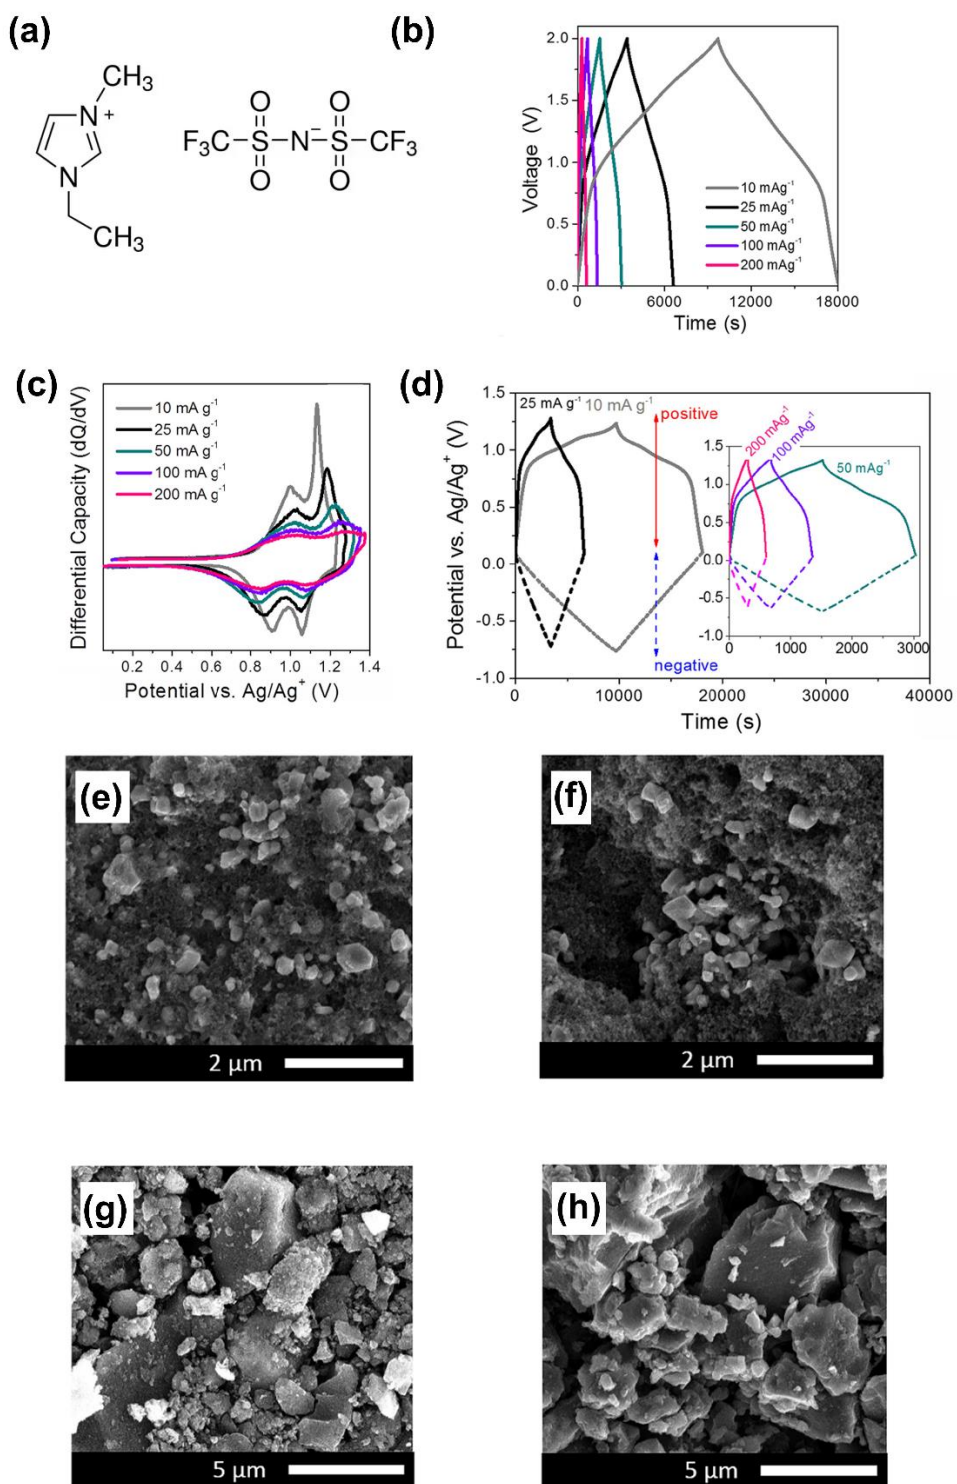 (a)
CH3
N
+
N
CH3
O O
F3C–S–N–S–CF3
−
O O
(b)
Voltage (V)
2.0
1.5
1.0
0.5
0.0
10 mAg-1
25 mAg-1
50 mAg-1
100 mAg-1
200 mAg-1
0 6000 12000 18000
Time (s)
(c)
Differential Capacity (dQ/dV)
10 mA g-1
25 mA g-1
50 mA g-1
100 mA g-1
200 mA g-1
0.2 0.4 0.6 0.8 1.0 1.2 1.4
Potential vs. Ag/Ag+ (V)
(d)
Potential vs. Ag/Ag+ (V)
1.5
1.0
0.5
0.0
-0.5
-1.0
25 mA g-1
10 mA g-1
positive
negative
200 mAg-1
100 mAg-1
50 mAg-1
1.5
1.0
0.5
0.0
-0.5
-1.0
0 1000 2000 3000
0 10000 20000 30000 40000
Time (s)
(e)
2 µm
(f)
2 µm
(g)
5 µm
(h)
5 µm